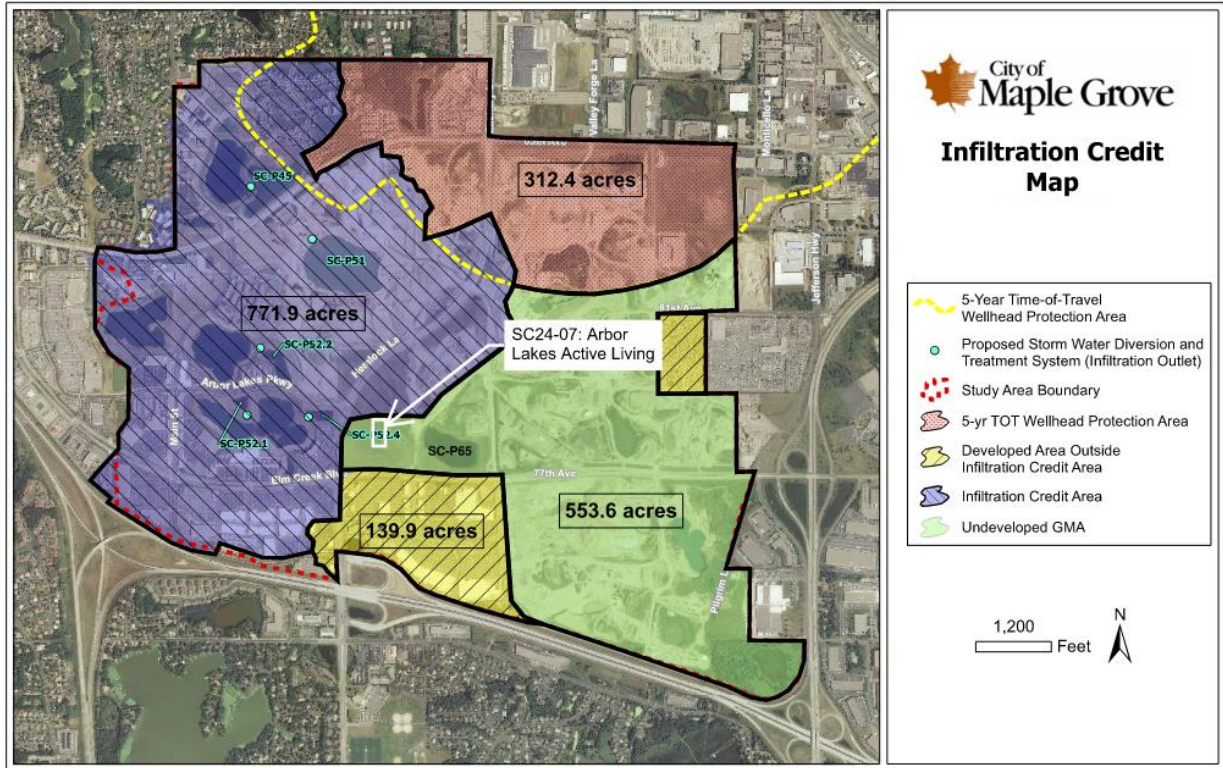 Valley Forge La
Monticello La
312.4 acres
SC-P45
SC-P51
Jefferson Hwy
81st Ave
771.9 acres
SC24-07: Arbor
Lakes Active Living
SC-P52.2
Hemlock La
Arbor Lakes Pkwy
Main St
SC-P52.1
SC-P52.4
SC-P65
77th Ave
Elm Creek Blv
553.6 acres
139.9 acres
Pilgrim L
City of
Maple Grove
Infiltration Credit
Map
5-Year Time-of-Travel
Wellhead Protection Area
Proposed Storm Water Diversion and
Treatment System (Infiltration Outlet)
Study Area Boundary
5-yr TOT Wellhead Protection Area
Developed Area Outside
Infiltration Credit Area
Infiltration Credit Area
Undeveloped GMA
1,200
Feet
N